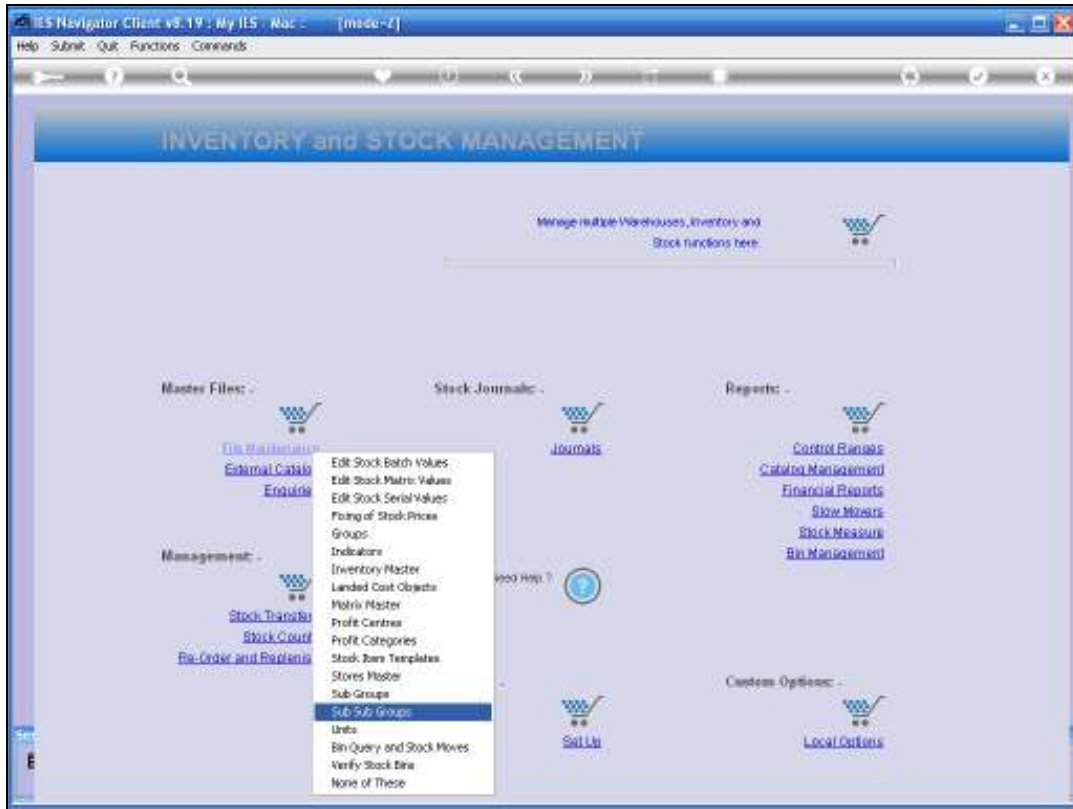 IES Navigator Client v8.19 : My IES - Mac - [mode-2]
Help Submit Quit Functions Commands
INVENTORY and STOCK MANAGEMENT
Manage multiple Warehouses, Inventory and
Stock functions here.
Master Files: -
Stock Journals: -
Reports: -
File Maintenance
Journals
Control Ranges
External Catalo
Catalog Management
Enquirie
Financial Reports
Slow Movers
Stock Measure
Bin Management
Edit Stock Batch Values
Edit Stock Matrix Values
Edit Stock Serial Values
Fixing of Stock Prices
Groups
Indicators
Inventory Master
Landed Cost Objects
Matrix Master
Profit Centres
Profit Categories
Stock Item Templates
Stores Master
Sub Groups
Sub Sub Groups
Units
Bin Query and Stock Moves
Verify Stock Bins
None of These
Management: -
Need Help ?
Stock Transfer
Stock Count
Re-Order and Replenis
Custom Options: -
Set Up
Local Options